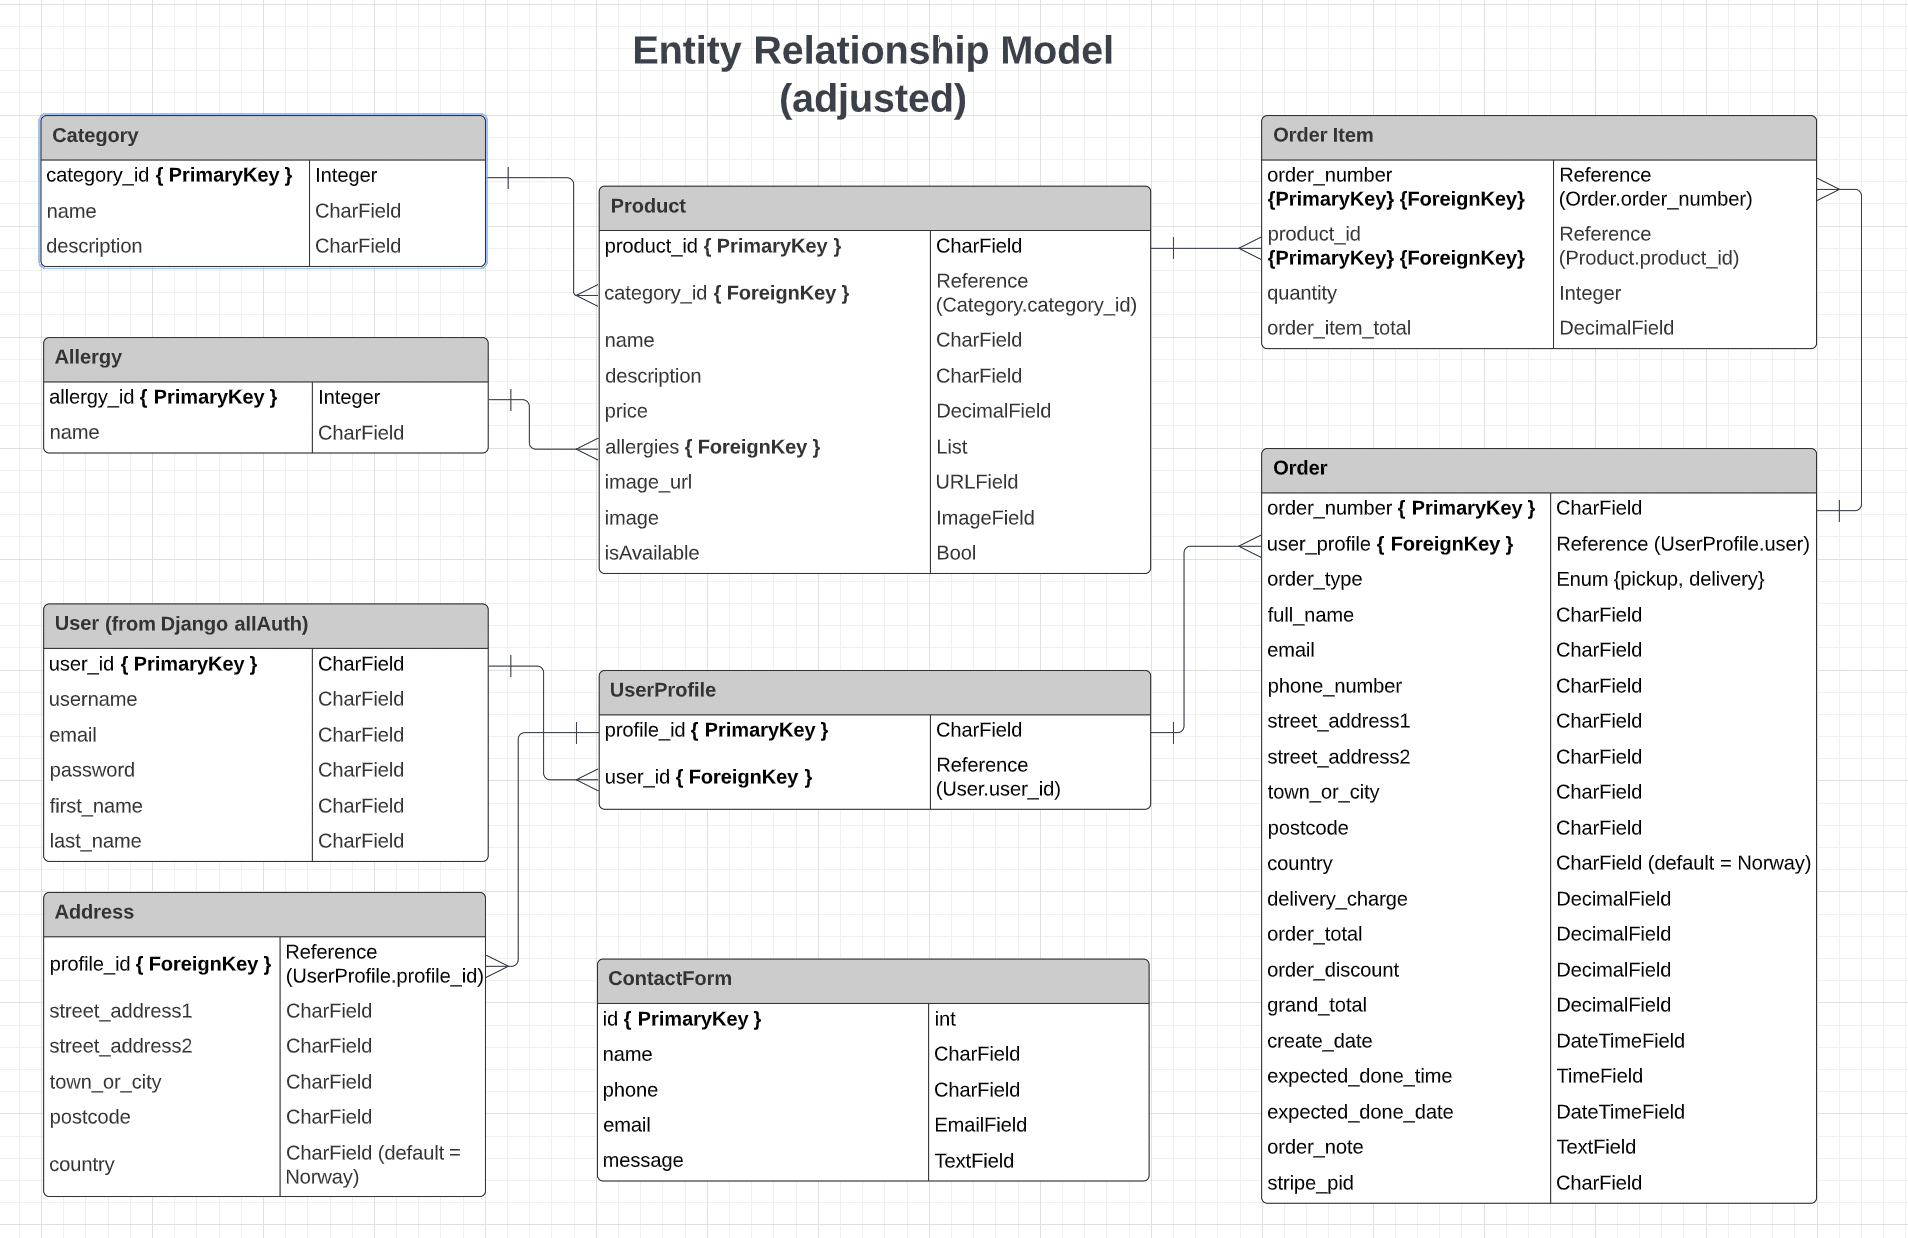 Entity Relationship Model
(adjusted)
Category
category_id { PrimaryKey } Integer
name CharField
description CharField
Allergy
allergy_id { PrimaryKey } Integer
name CharField
User (from Django allAuth)
user_id { PrimaryKey } CharField
username CharField
email CharField
password CharField
first_name CharField
last_name CharField
Address
profile_id { ForeignKey } Reference
(UserProfile.profile_id)
street_address1 CharField
street_address2 CharField
town_or_city CharField
postcode CharField
country CharField (default =
Norway)
Product
product_id { PrimaryKey } CharField
category_id { ForeignKey } Reference
(Category.category_id)
name CharField
description CharField
price DecimalField
allergies { ForeignKey } List
image_url URLField
image ImageField
isAvailable Bool
UserProfile
profile_id { PrimaryKey } CharField
user_id { ForeignKey } Reference
(User.user_id)
ContactForm
id { PrimaryKey } int
name CharField
phone CharField
email EmailField
message TextField
Order Item
order_number Reference
{PrimaryKey} {ForeignKey} (Order.order_number)
product_id Reference
{PrimaryKey} {ForeignKey} (Product.product_id)
quantity Integer
order_item_total DecimalField
Order
order_number { PrimaryKey } CharField
user_profile { ForeignKey } Reference (UserProfile.user)
order_type Enum {pickup, delivery}
full_name CharField
email CharField
phone_number CharField
street_address1 CharField
street_address2 CharField
town_or_city CharField
postcode CharField
country CharField (default = Norway)
delivery_charge DecimalField
order_total DecimalField
order_discount DecimalField
grand_total DecimalField
create_date DateTimeField
expected_done_time TimeField
expected_done_date DateTimeField
order_note TextField
stripe_pid CharField